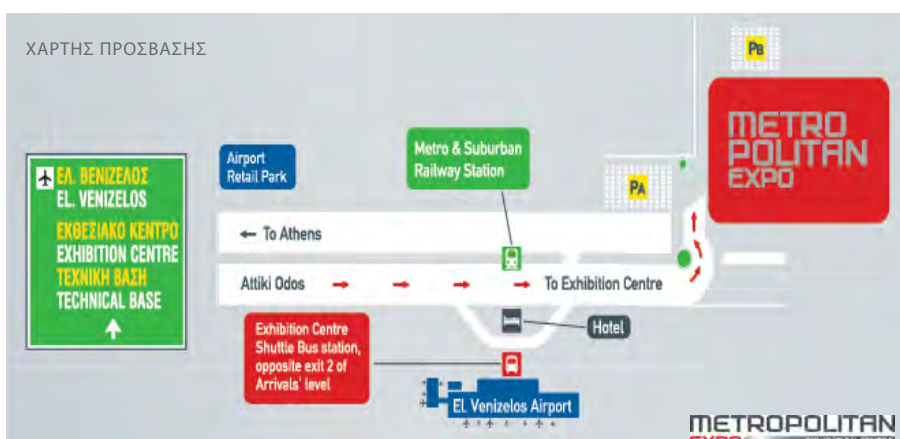 ΧΑΡΤΗΣ ΠΡΟΣΒΑΣΗΣ
PB
METRO
POLITAN
EXPO
ΕΛ. ΒΕΝΙΖΕΛΟΣ
EL. VENIZELOS
ΕΚΘΕΣΙΑΚΟ ΚΕΝΤΡΟ
EXHIBITION CENTRE
ΤΕΧΝΙΚΗ ΒΑΣΗ
TECHNICAL BASE
Airport
Retail Park
Metro & Suburban
Railway Station
PA
← To Athens
Attiki Odos
To Exhibition Centre
Hotel
Exhibition Centre
Shuttle Bus station,
opposite exit 2 of
Arrivals' level
El. Venizelos Airport
METROPOLITAN
EXPO